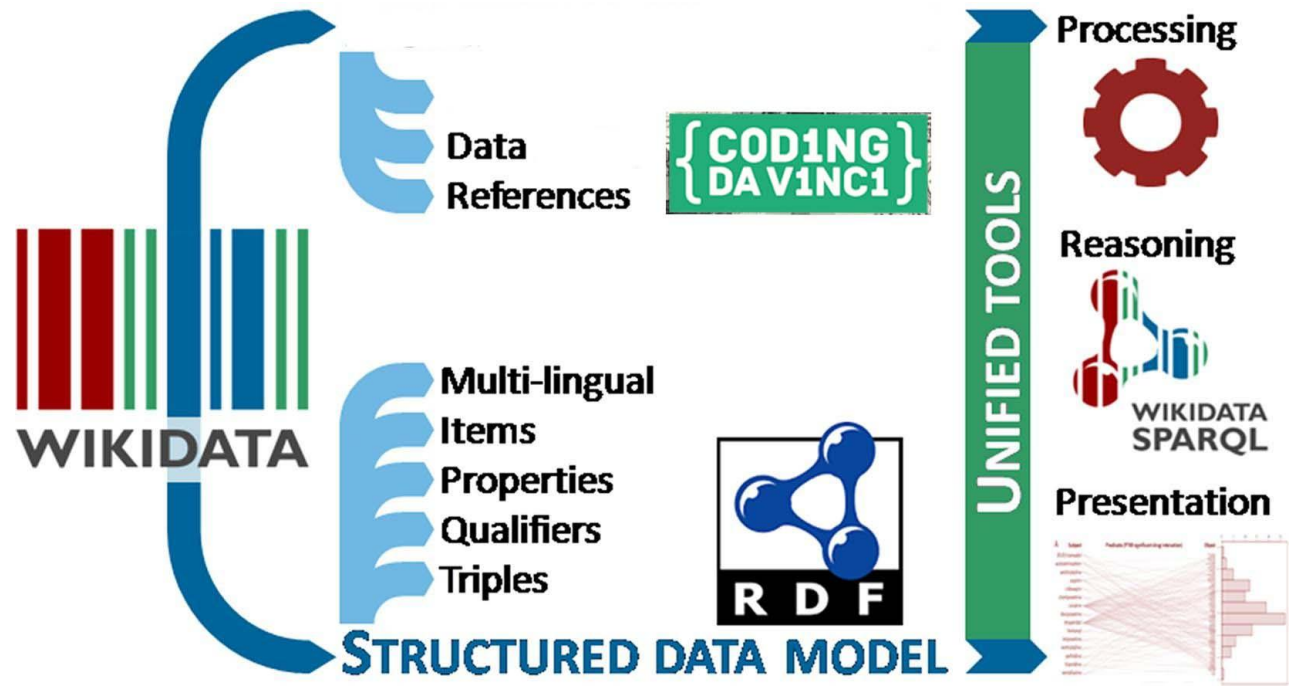 Data
References
{COD1NG
DA V1NC1}
Multi-lingual
Items
Properties
Qualifiers
Triples
WIKIDATA
RDF
STRUCTURED DATA MODEL
UNIFIED TOOLS
Processing
Reasoning
WIKIDATA
SPARQL
Presentation